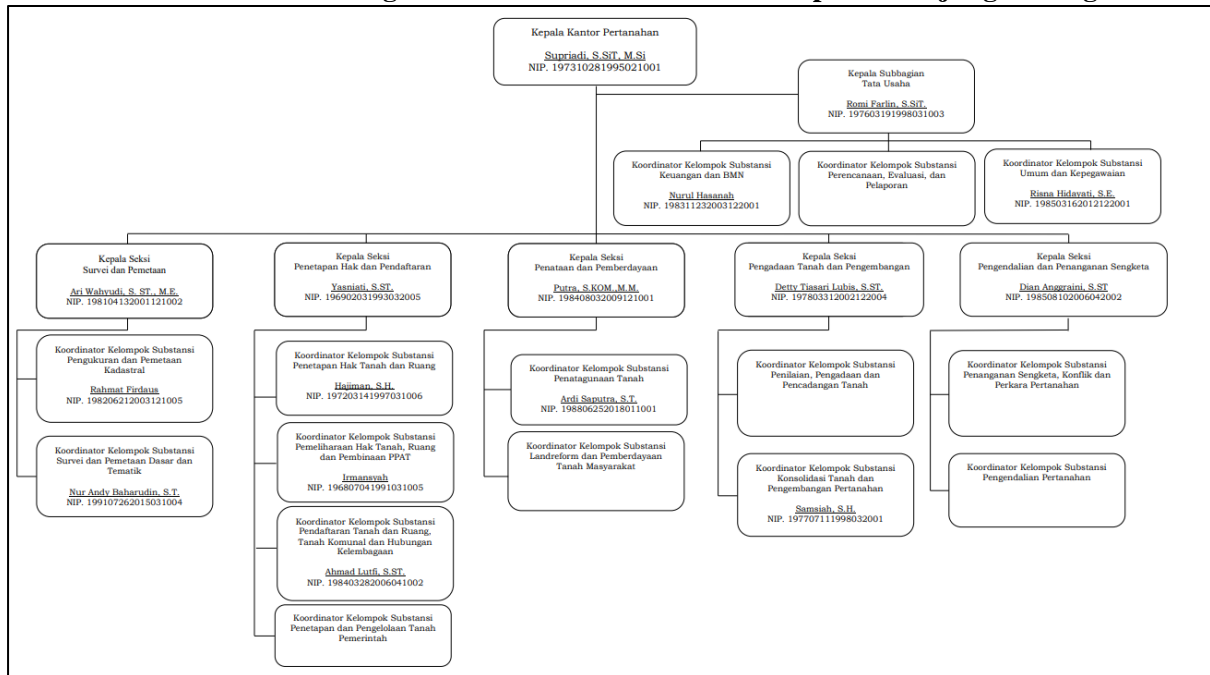 Kepala Kantor Pertanahan
Supriadi, S.SiT, M.Si
NIP. 197310281995021001
Kepala Subbagian
Tata Usaha
Romi Farlin, S.SiT.
NIP. 197603191998031003
Koordinator Kelompok Substansi
Keuangan dan BMN
Nurul Hasanah
NIP. 198311232003122001
Koordinator Kelompok Substansi
Perencanaan, Evaluasi, dan
Pelaporan
Koordinator Kelompok Substansi
Umum dan Kepegawaian
Risna Hidayati, S.E.
NIP. 198503162012122001
Kepala Seksi
Survei dan Pemetaan
Ari Wahyudi, S. ST., M.E.
NIP. 198104132001121002
Kepala Seksi
Penetapan Hak dan Pendaftaran
Yasniati, S.ST.
NIP. 196902031993032005
Kepala Seksi
Penataan dan Pemberdayaan
Putra, S.KOM.,M.M.
NIP. 198408032009121001
Kepala Seksi
Pengadaan Tanah dan Pengembangan
Detty Tiasari Lubis, S.ST.
NIP. 197803312002122004
Kepala Seksi
Pengendalian dan Penanganan Sengketa
Dian Anggraini, S.ST
NIP. 198508102006042002
Koordinator Kelompok Substansi
Pengukuran dan Pemetaan
Kadastral
Rahmat Firdaus
NIP. 198206212003121005
Koordinator Kelompok Substansi
Survei dan Pemetaan Dasar dan
Tematik
Nur Andy Baharudin, S.T.
NIP. 199107262015031004
Koordinator Kelompok Substansi
Penetapan Hak Tanah dan Ruang
Hajiman, S.H.
NIP. 197203141997031006
Koordinator Kelompok Substansi
Pemeliharaan Hak Tanah, Ruang
dan Pembinaan PPAT
Irmansyah
NIP. 196807041991031005
Koordinator Kelompok Substansi
Pendaftaran Tanah dan Ruang,
Tanah Komunal dan Hubungan
Kelembagaan
Ahmad Lutfi, S.ST.
NIP. 198403282006041002
Koordinator Kelompok Substansi
Penetapan dan Pengelolaan Tanah
Pemerintah
Koordinator Kelompok Substansi
Penatagunaan Tanah
Ardi Saputra, S.T.
NIP. 198806252018011001
Koordinator Kelompok Substansi
Landreform dan Pemberdayaan
Tanah Masyarakat
Koordinator Kelompok Substansi
Penilaian, Pengadaan dan
Pencadangan Tanah
Koordinator Kelompok Substansi
Konsolidasi Tanah dan
Pengembangan Pertanahan
Samsiah, S.H.
NIP. 197707111998032001
Koordinator Kelompok Substansi
Penanganan Sengketa, Konflik dan
Perkara Pertanahan
Koordinator Kelompok Substansi
Pengendalian Pertanahan